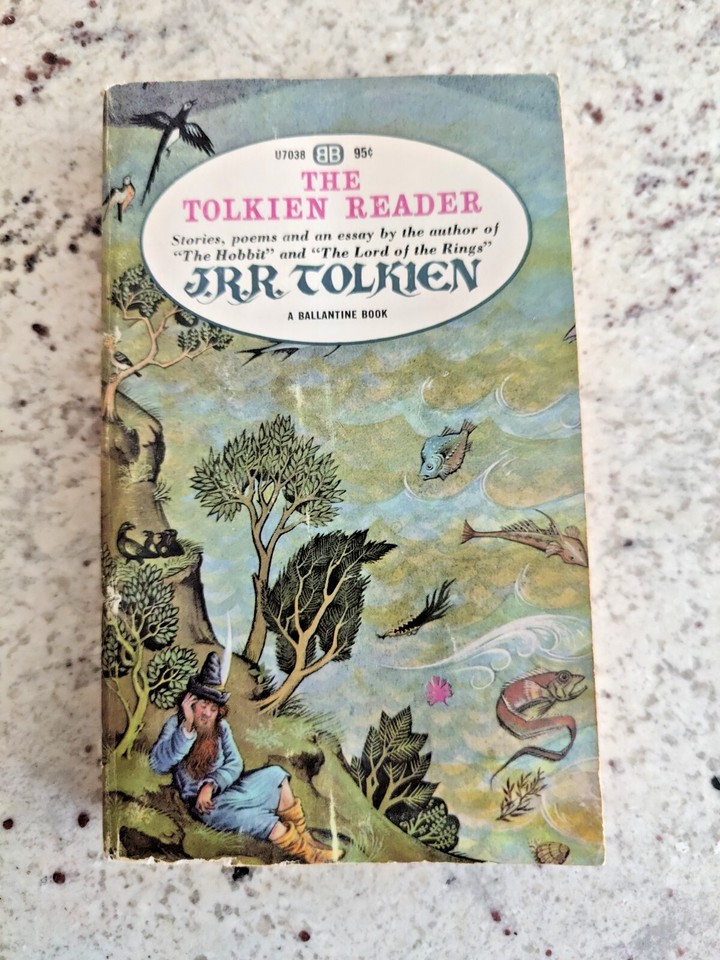 U7038 BB 95¢
THE
TOLKIEN READER
Stories, poems and an essay by the author of
"The Hobbit" and "The Lord of the Rings"
J.R.R. TOLKIEN
A BALLANTINE BOOK